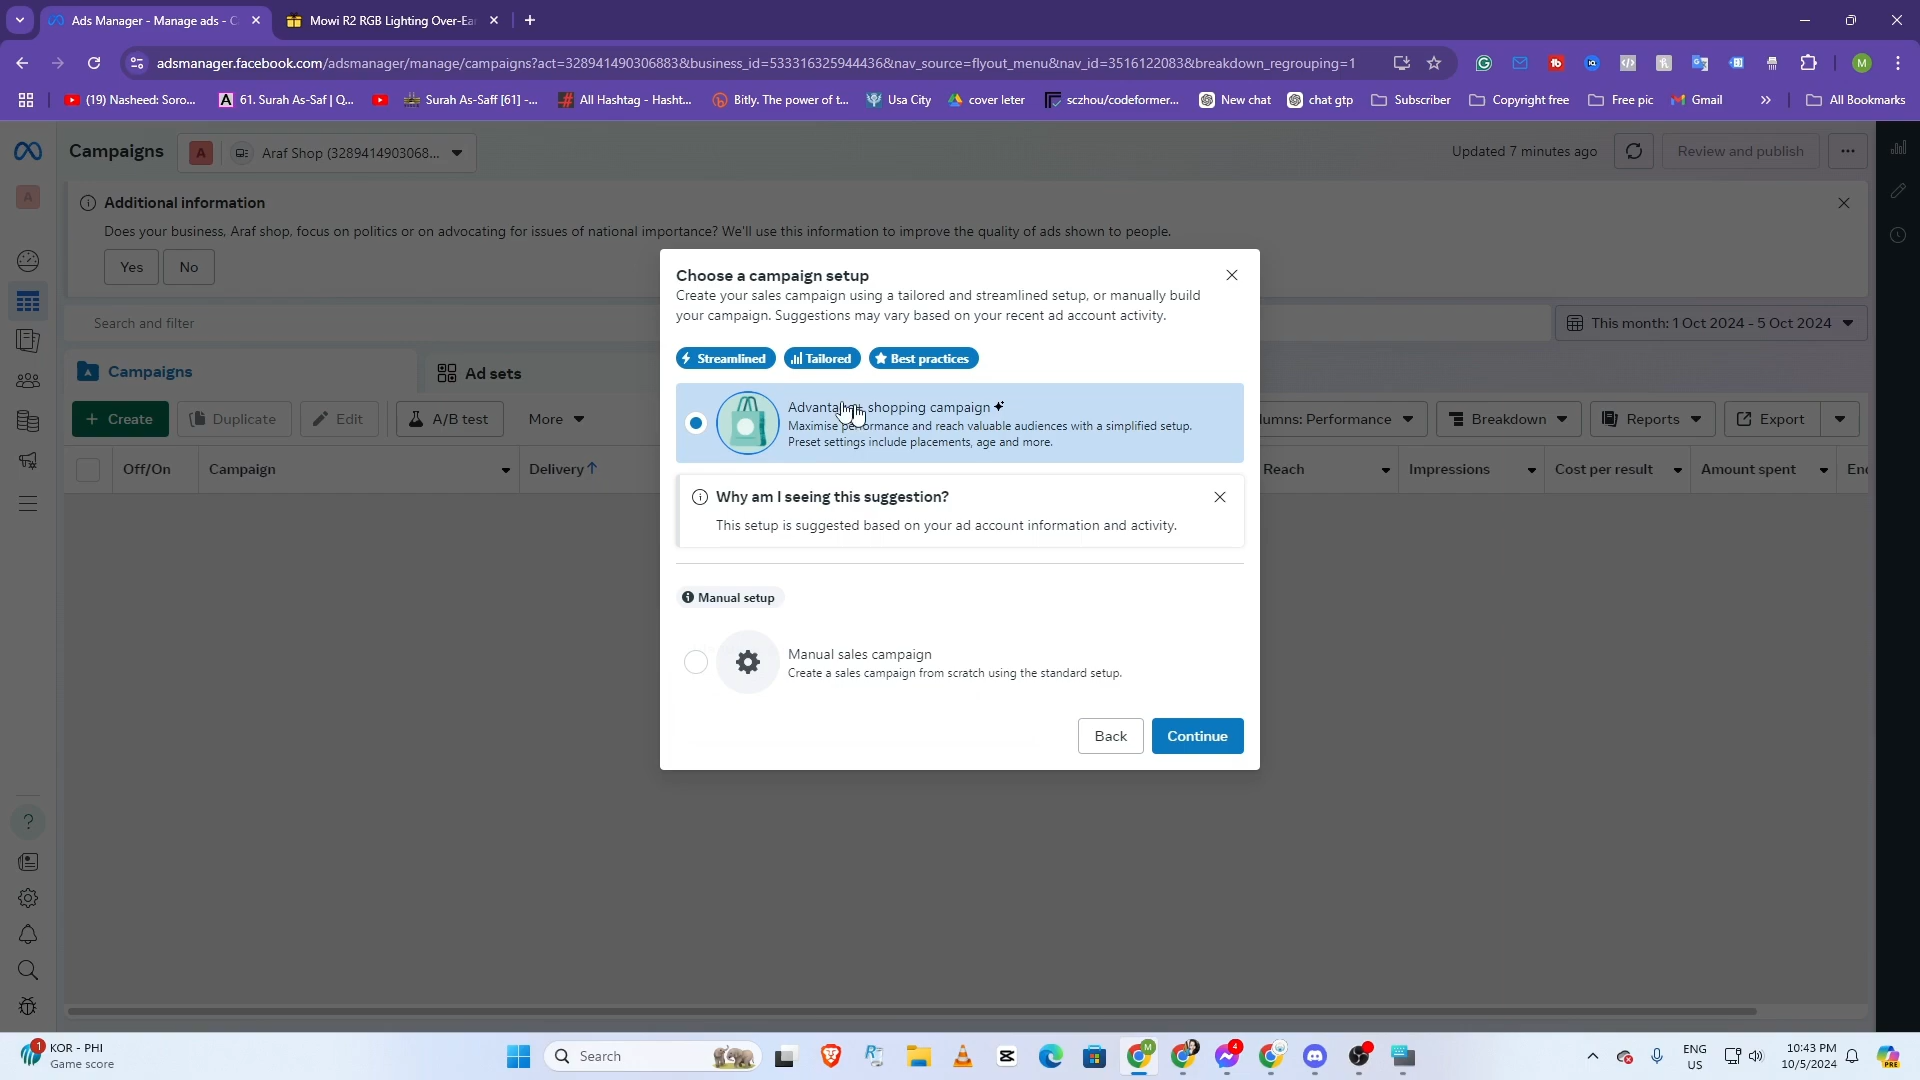 Ads Manager - Manage ads - C
Mowi R2 RGB Lighting Over-Ea
adsmanager.facebook.com/adsmanager/manage/campaigns?act=328941490306883&business_id=533316325944436&nav_source=flyout_menu&nav_id=3516122083&breakdown_regrouping=1
M
(19) Nasheed: Soro...
A 61. Surah As-Saf | Q...
Surah As-Saff [61] -...
All Hashtag - Hasht...
Bitly. The power of t...
Usa City
cover leter
sczhou/codeformer...
New chat
chat gtp
Subscriber
Copyright free
Free pic
Gmail
All Bookmarks
Campaigns
A
Araf Shop (3289414903068...
Updated 7 minutes ago
Review and publish
A
Additional information
Does your business, Araf shop, focus on politics or on advocating for issues of national importance? We'll use this information to improve the quality of ads shown to people.
Yes
No
Search and filter
This month: 1 Oct 2024 - 5 Oct 2024
Campaigns
Ad sets
+ Create
Duplicate
Edit
A/B test
More
lumns: Performance
Breakdown
Reports
Export
Off/On
Campaign
Delivery
Reach
Impressions
Cost per result
Amount spent
Enc
Choose a campaign setup
Create your sales campaign using a tailored and streamlined setup, or manually build
your campaign. Suggestions may vary based on your recent ad account activity.
Streamlined
Tailored
Best practices
shopping campaign
Maximise performance and reach valuable audiences with a simplified setup.
Preset settings include placements, age and more.
Why am I seeing this suggestion?
This setup is suggested based on your ad account information and activity.
Manual setup
Manual sales campaign
Create a sales campaign from scratch using the standard setup.
Back
Continue
1
KOR - PHI
Game score
Search
M
4
ENG
US
10:43 PM
10/5/2024
PRE